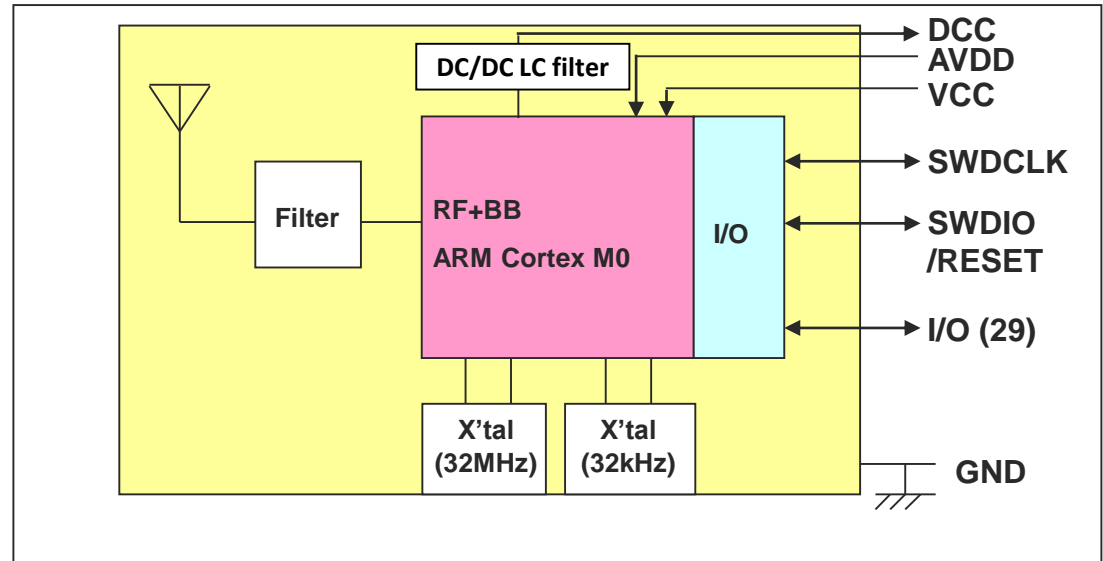 DCC
DC/DC LC filter
AVDD
VCC
SWDCLK
Filter
RF+BB
ARM Cortex M0
I/O
SWDIO
/RESET
I/O (29)
X’tal
(32MHz)
X’tal
(32kHz)
GND